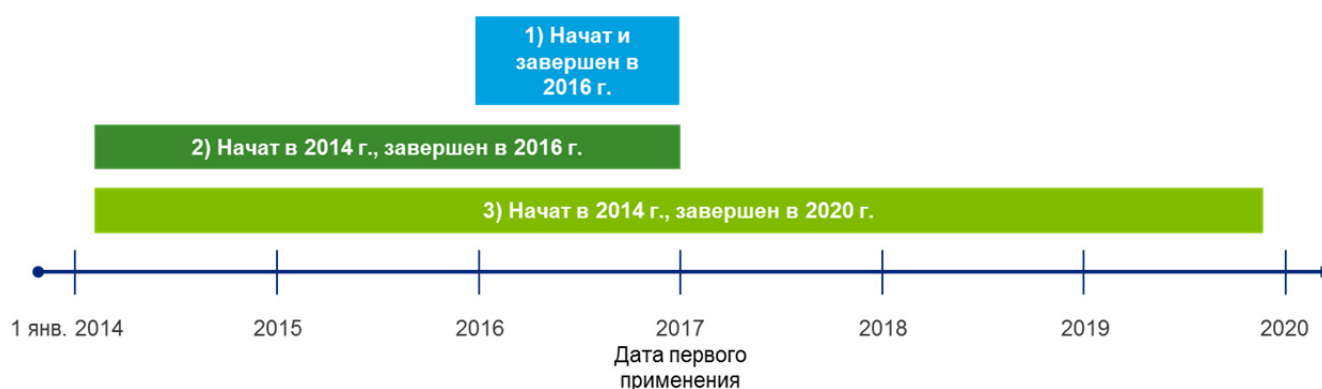 1) Начат и
завершен в
2016 г.
2) Начат в 2014 г., завершен в 2016 г.
3) Начат в 2014 г., завершен в 2020 г.
1 янв. 2014 2015 2016 2017 2018 2019 2020
Дата первого
применения